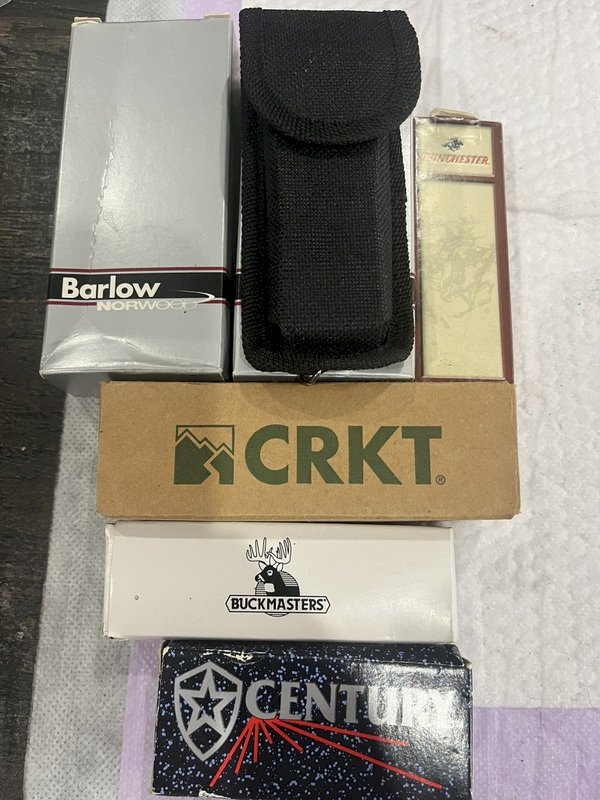 WINCHESTER
Barlow
NORWOOD
CRKT®
BUCKMASTERS
CENTURY